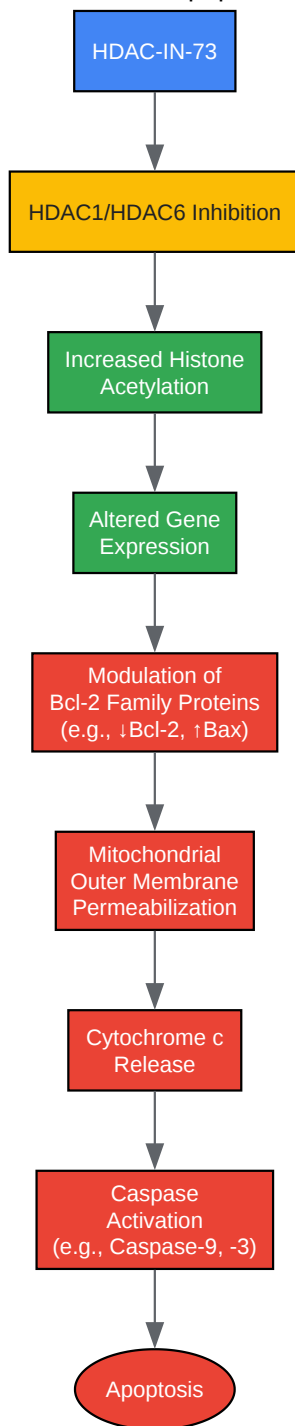 HDAC-IN-73
HDAC1/HDAC6 Inhibition
Increased Histone
Acetylation
Altered Gene
Expression
Modulation of
Bcl-2 Family Proteins
(e.g., ↓Bcl-2, ↑Bax)
Mitochondrial
Outer Membrane
Permeabilization
Cytochrome c
Release
Caspase
Activation
(e.g., Caspase-9, -3)
Apoptosis